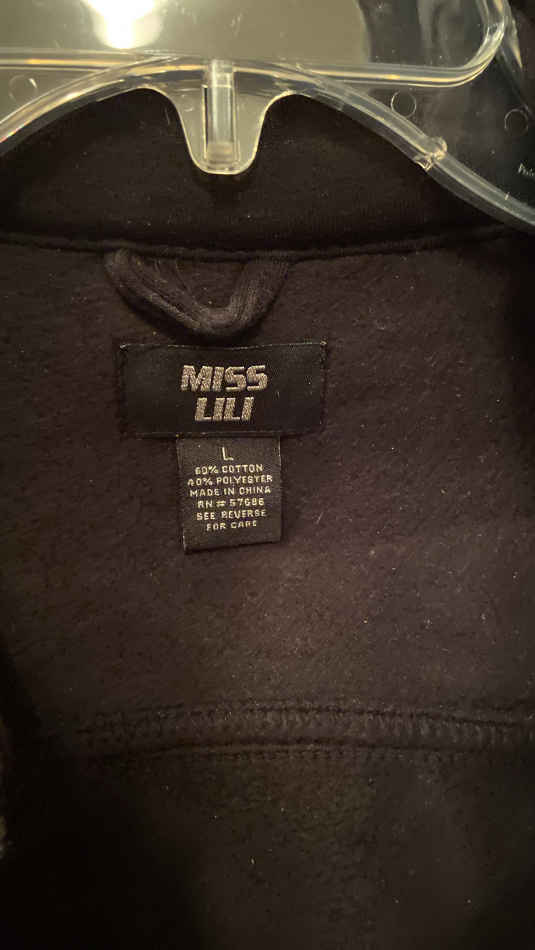 MISS
LILI
L
60% COTTON
40% POLYESTER
MADE IN CHINA
RN # 57686
SEE REVERSE
FOR CARE